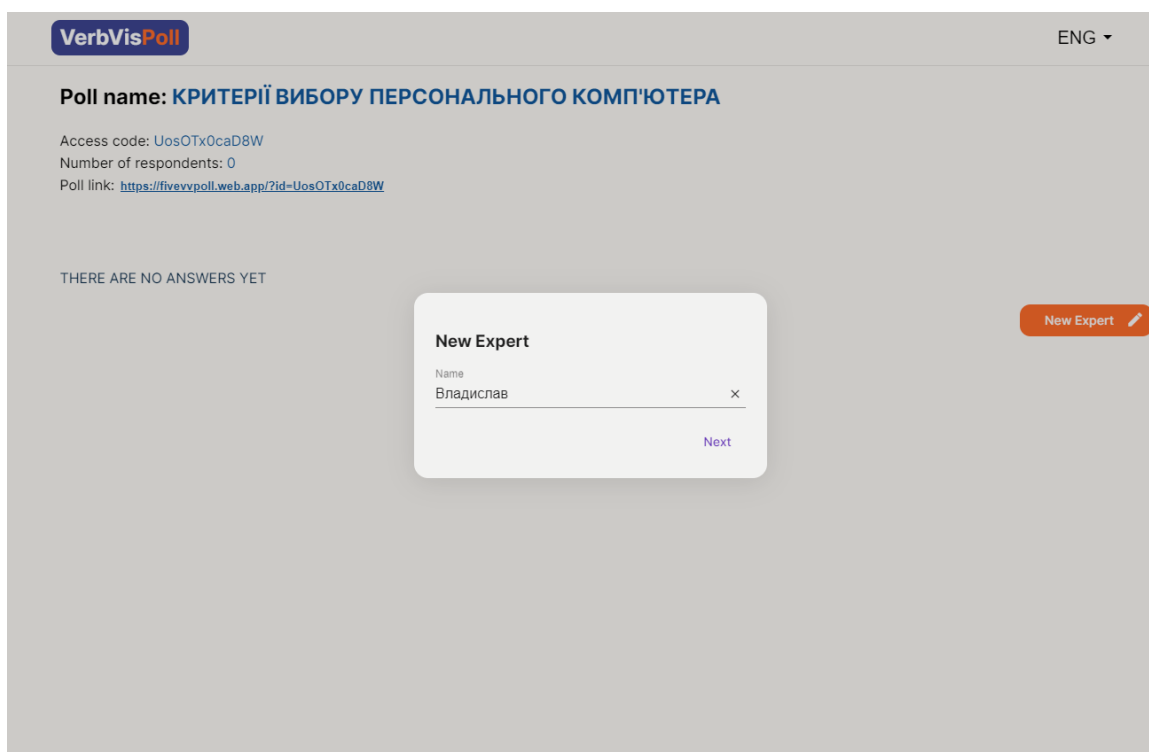 VerbVisPoll
ENG
Poll name: КРИТЕРІЇ ВИБОРУ ПЕРСОНАЛЬНОГО КОМП'ЮТЕРА
Access code: UosOTx0caD8W
Number of respondents: 0
Poll link: https://fivevvpoll.web.app/?id=UosOTx0caD8W
THERE ARE NO ANSWERS YET
New Expert
New Expert
Name
Владислав
Next